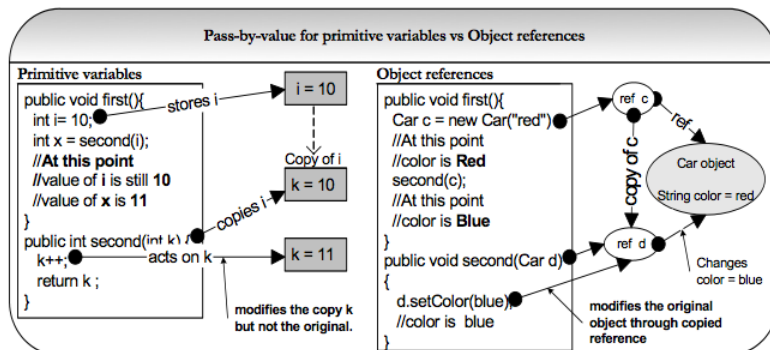 Pass-by-value for primitive variables vs Object references
Primitive variables
public void first(){
int i= 10;
int x = second(i);
//At this point
//value of i is still 10
//value of x is 11
}
public int second(int k) {
k++;
return k ;
}
stores i
i = 10
Copy of i
k = 10
copies i
acts on k
k = 11
modifies the copy k
but not the original.
Object references
public void first(){
Car c = new Car("red")
//At this point
//color is Red
second(c);
//At this point
//color is Blue
}
public void second(Car d)
{
d.setColor(blue);
//color is blue
}
ref c
ref
copy of c
Car object
String color = red
ref d
Changes
color = blue
modifies the original
object through copied
reference